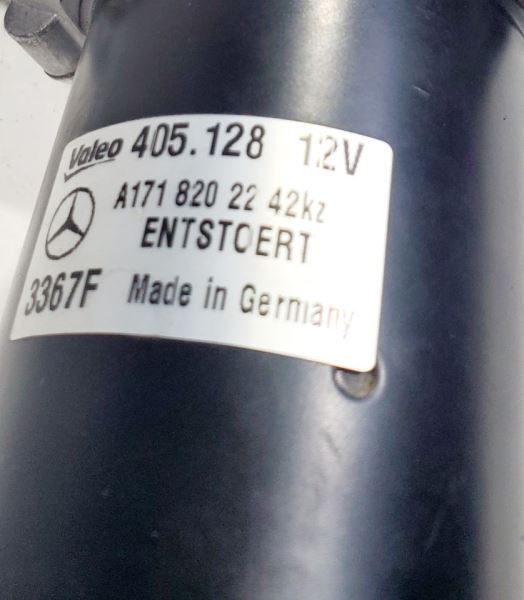 Valeo 405.128 12V
A171 820 22 42kz
ENTSTOERT
3367F Made in Germany